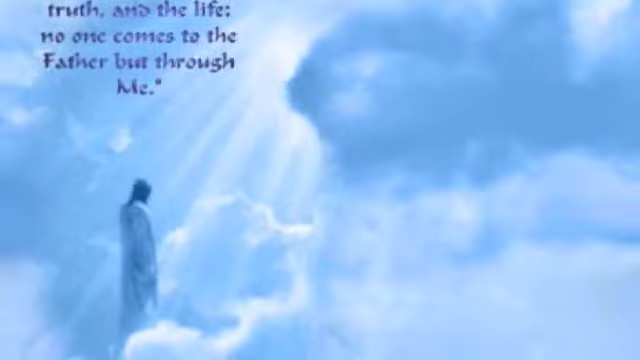 truth, and the life;
no one comes to the
Father but through
Me."